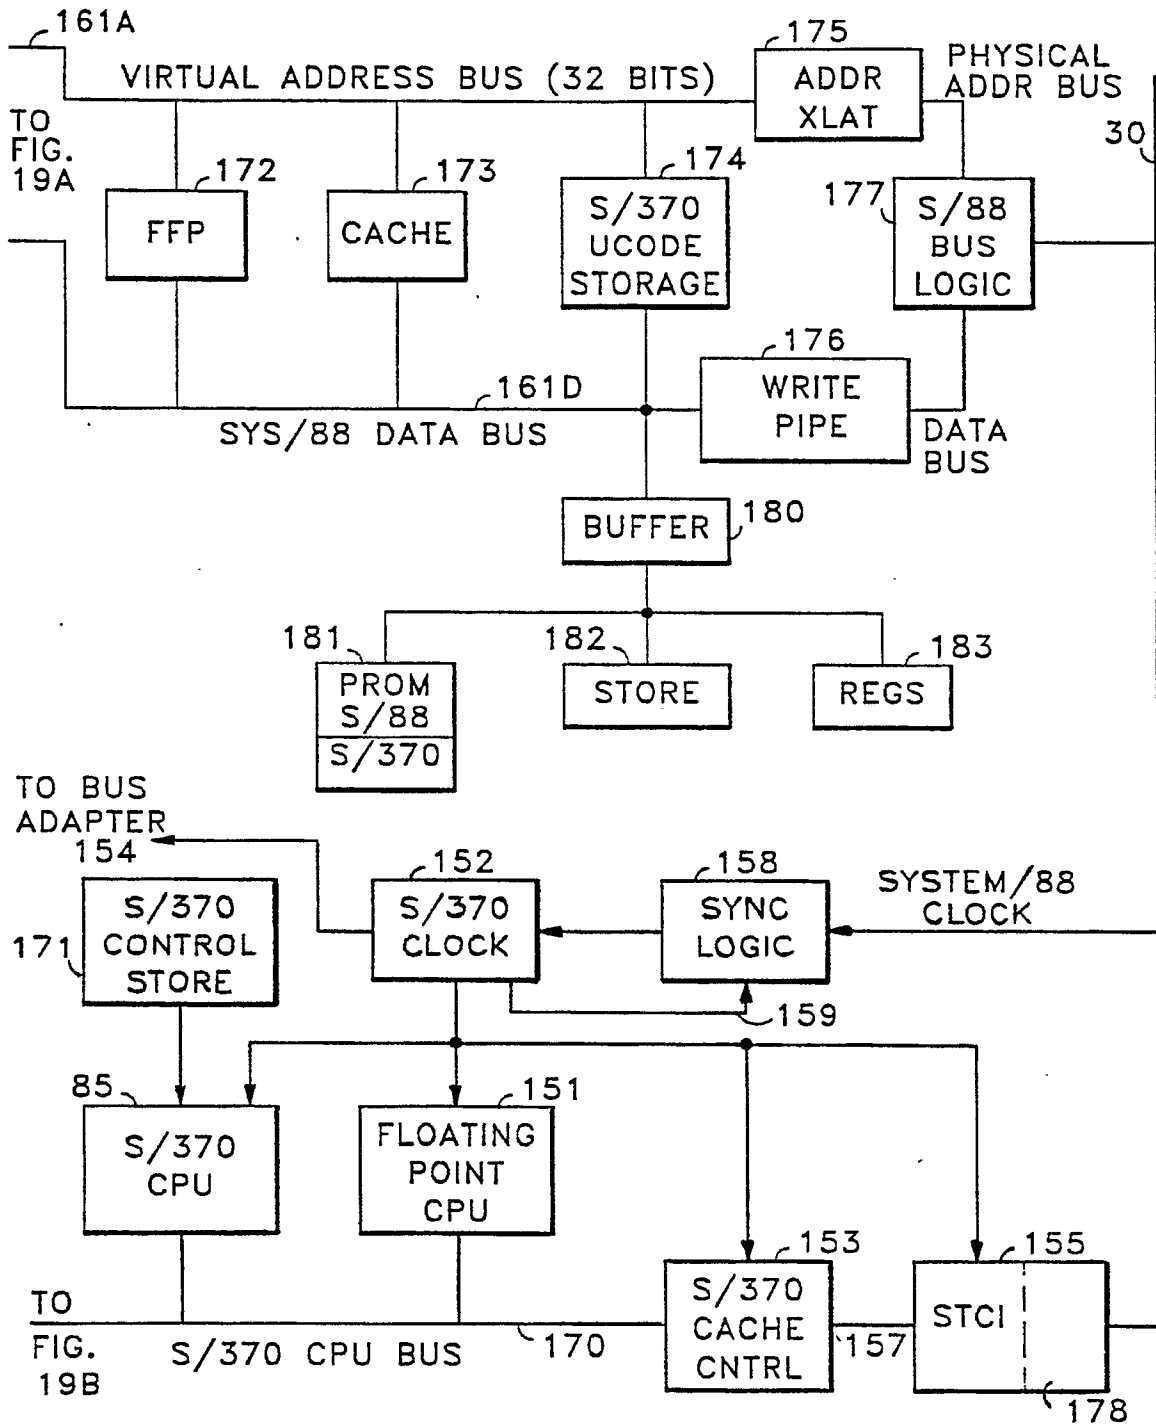 161A
175
VIRTUAL ADDRESS BUS (32 BITS)
ADDR
XLAT
PHYSICAL
ADDR BUS
TO
FIG.
19A
30
172
173
174
177
FFP
CACHE
S/370
UCODE
STORAGE
S/88
BUS
LOGIC
176
161D
WRITE
PIPE
SYS/88 DATA BUS
DATA
BUS
BUFFER
180
181
182
183
PROM
S/88
S/370
STORE
REGS
TO BUS
ADAPTER
154
152
158
S/370
CONTROL
STORE
171
S/370
CLOCK
SYNC
LOGIC
SYSTEM/88
CLOCK
159
85
151
S/370
CPU
FLOATING
POINT
CPU
153
155
S/370
CACHE
CNTRL
STCI
TO
FIG.
19B
S/370 CPU BUS
170
157
178